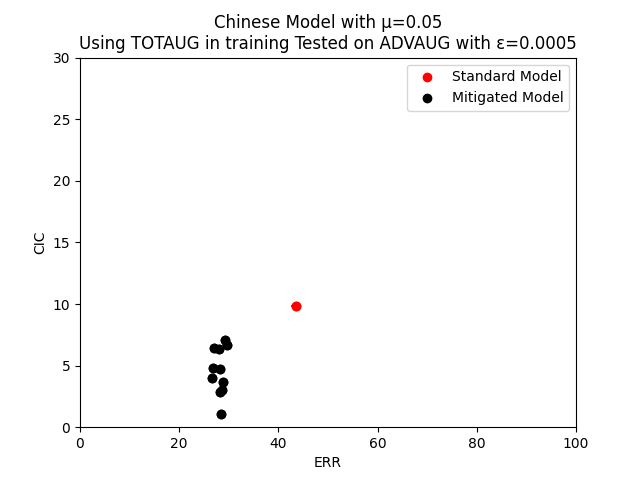 Chinese Model with μ=0.05
Using TOTAUG in training Tested on ADVAUG with ε=0.0005
Standard Model
Mitigated Model
30
25
20
15
10
5
0
CIC
0 20 40 60 80 100
ERR